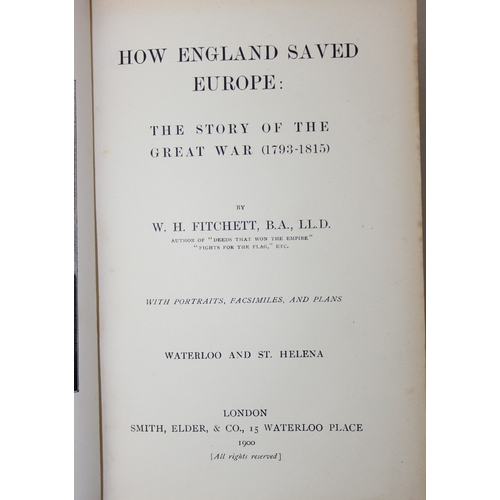 HOW ENGLAND SAVED
EUROPE:
THE STORY OF THE
GREAT WAR (1793-1815)
BY
W. H. FITCHETT, B.A., LL.D.
AUTHOR OF "DEEDS THAT WON THE EMPIRE"
"FIGHTS FOR THE FLAG," ETC.
WITH PORTRAITS, FACSIMILES, AND PLANS
WATERLOO AND ST. HELENA
LONDON
SMITH, ELDER, & CO., 15 WATERLOO PLACE
1900
[All rights reserved]